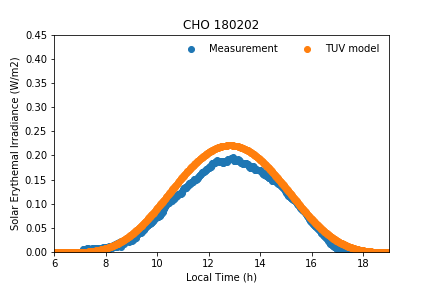 CHO 180202
Measurement
TUV model
Solar Erythemal Irradiance (W/m2)
0.45
0.40
0.35
0.30
0.25
0.20
0.15
0.10
0.05
0.00
6 8 10 12 14 16 18
Local Time (h)